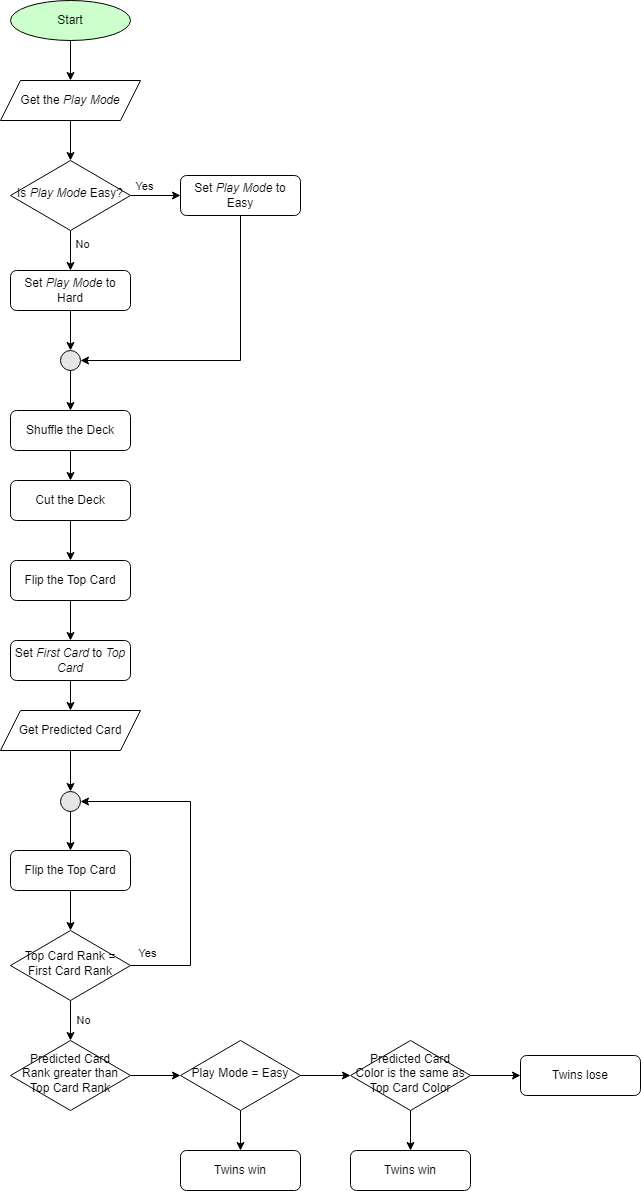 Start
Get the Play Mode
Is Play Mode Easy?
Yes
Set Play Mode to
Easy
No
Set Play Mode to
Hard
Shuffle the Deck
Cut the Deck
Flip the Top Card
Set First Card to Top
Card
Get Predicted Card
Flip the Top Card
Top Card Rank =
First Card Rank
Yes
No
Predicted Card
Rank greater than
Top Card Rank
Play Mode = Easy
Predicted Card
Color is the same as
Top Card Color
Twins lose
Twins win
Twins win